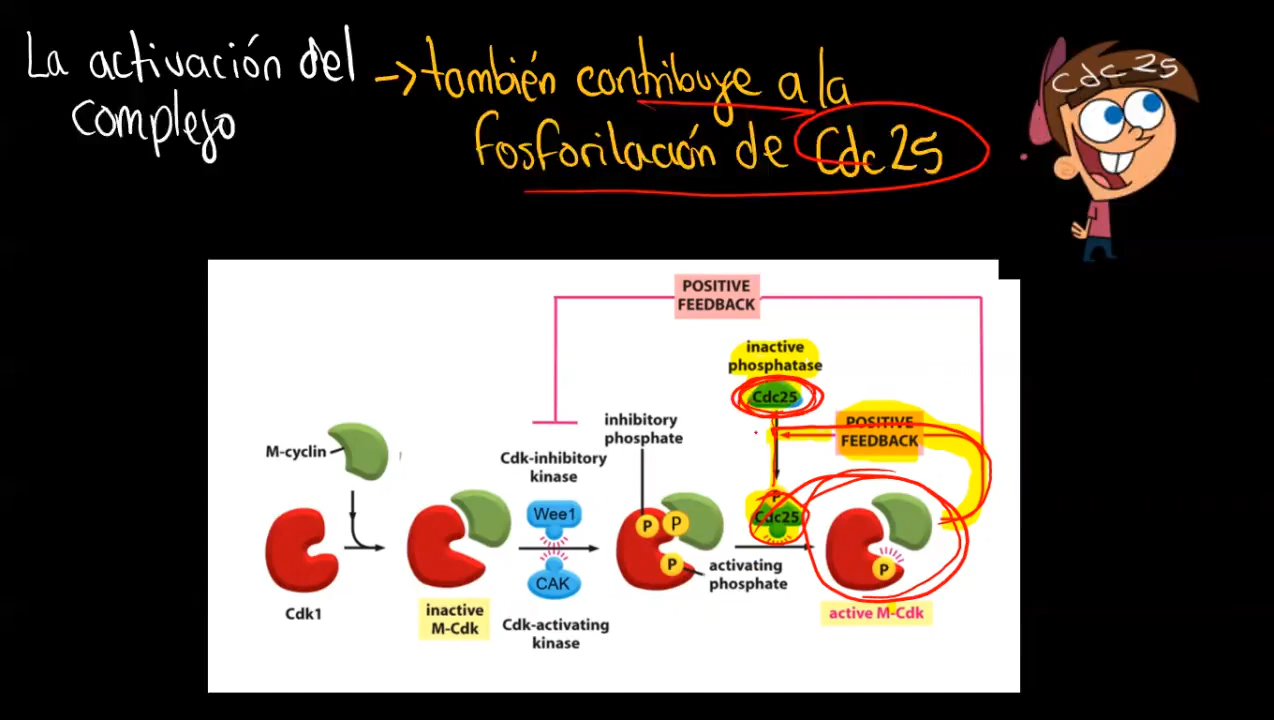 La activación del
complejo
→ también contribuye a la
fosforilación de Cdc25
cdc25
POSITIVE
FEEDBACK
inactive
phosphatase
Cdc25
POSITIVE
FEEDBACK
inhibitory
phosphate
M-cyclin
Cdk-inhibitory
kinase
Wee1
P
P
P
Cdc25
P
P
CAK
activating
phosphate
Cdk1
inactive
M-Cdk
Cdk-activating
kinase
active M-Cdk